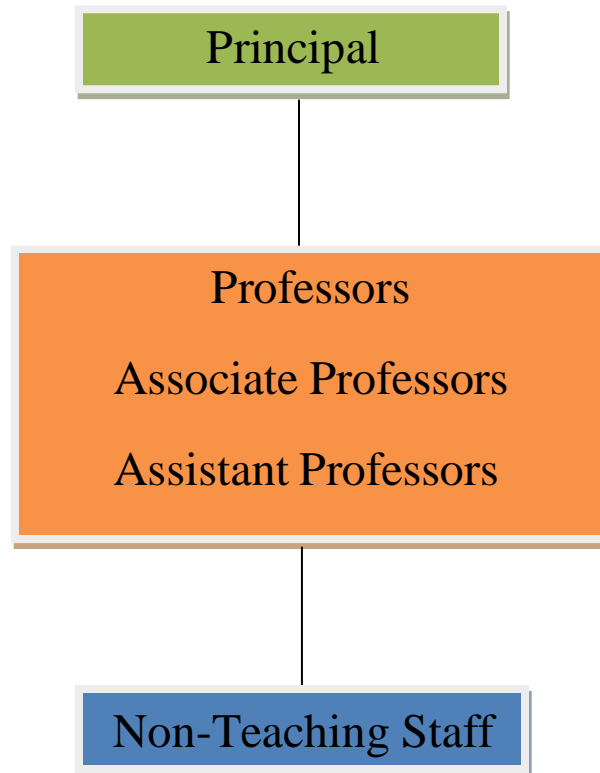 Principal
Professors
Associate Professors
Assistant Professors
Non-Teaching Staff